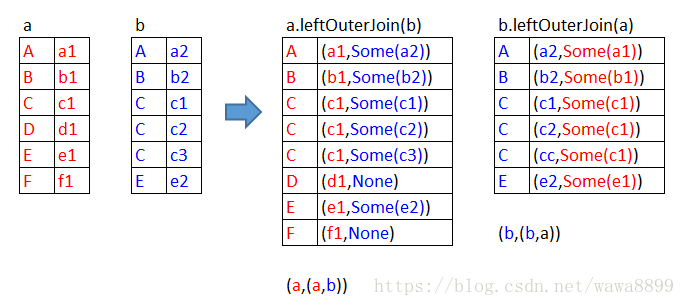 a b a.leftOuterJoin(b) b.leftOuterJoin(a)
A a1 A a2 A (a1,Some(a2)) A (a2,Some(a1))
B b1 B b2 B (b1,Some(b2)) B (b2,Some(b1))
C c1 C c1 C (c1,Some(c1)) C (c1,Some(c1))
D d1 C c2 C (c1,Some(c2)) C (c2,Some(c1))
E e1 C c3 C (c1,Some(c3)) C (cc,Some(c1))
F f1 E e2 D (d1,None) E (e2,Some(e1))
E (e1,Some(e2))
F (f1,None) (b,(b,a))
(a,(a,b)) https://blog.csdn.net/wawa8899